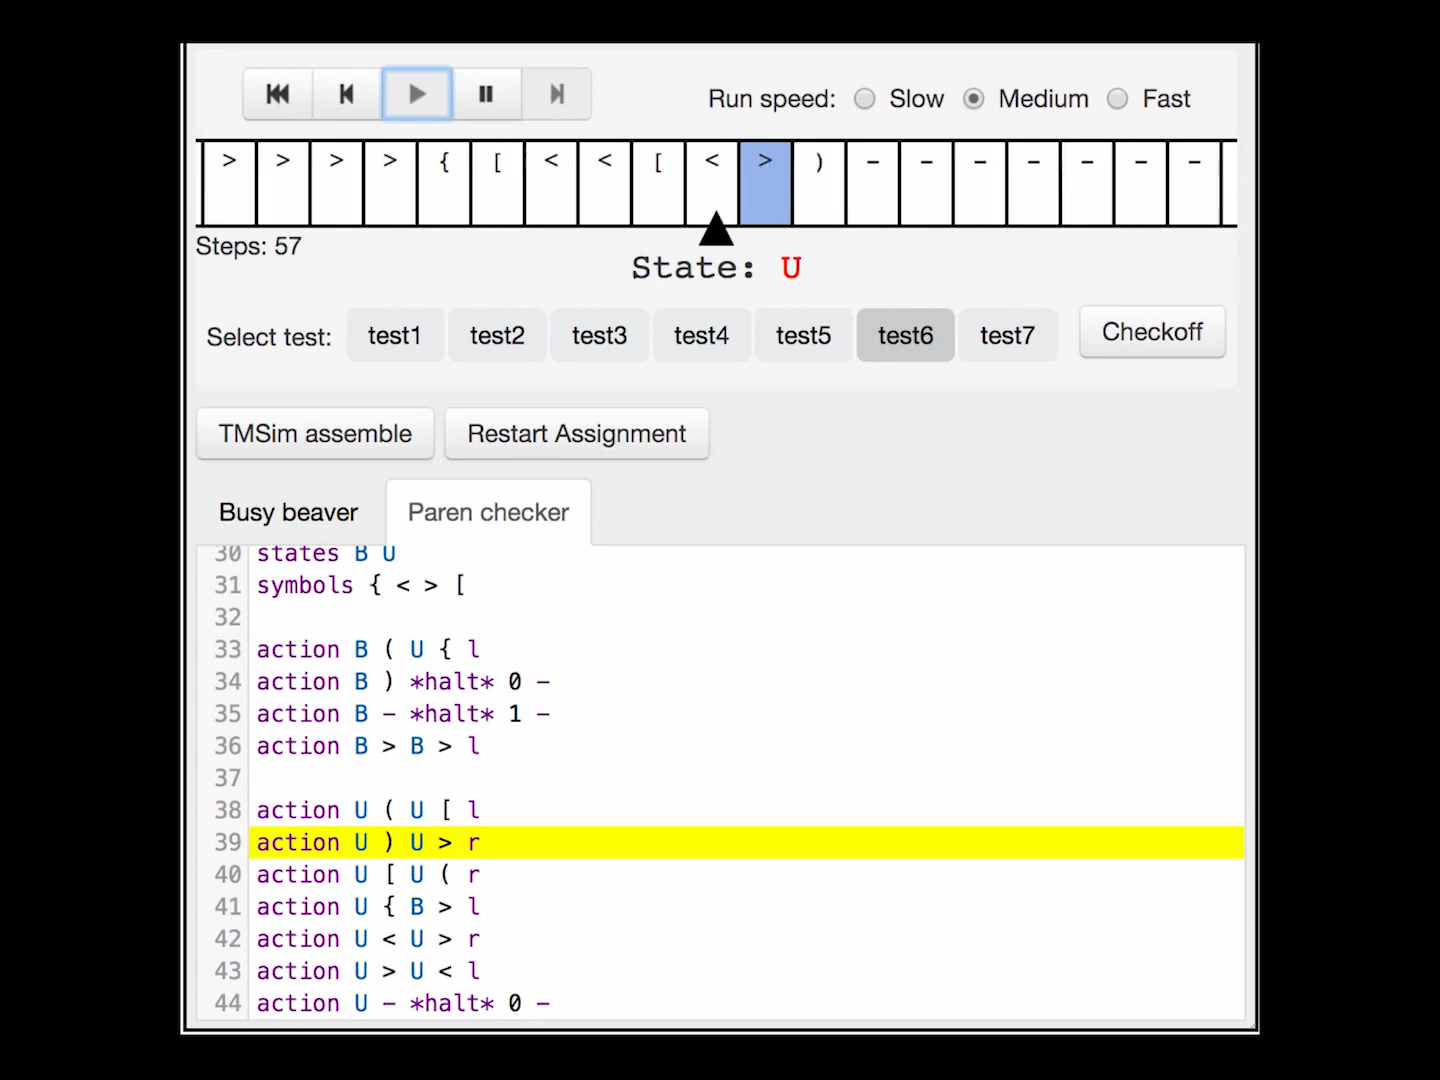 Run speed: Slow Medium Fast
> > > > { [ < < [ < > ) - - - - - - -
Steps: 57
State: U
Select test: test1 test2 test3 test4 test5 test6 test7 Checkoff
TMSim assemble Restart Assignment
Busy beaver Paren checker
30 states B U
31 symbols { < > [
32
33 action B ( U { l
34 action B ) *halt* 0 -
35 action B - *halt* 1 -
36 action B > B > l
37
38 action U ( U [ l
39 action U ) U > r
40 action U [ U ( r
41 action U { B > l
42 action U < U > r
43 action U > U < l
44 action U - *halt* 0 -